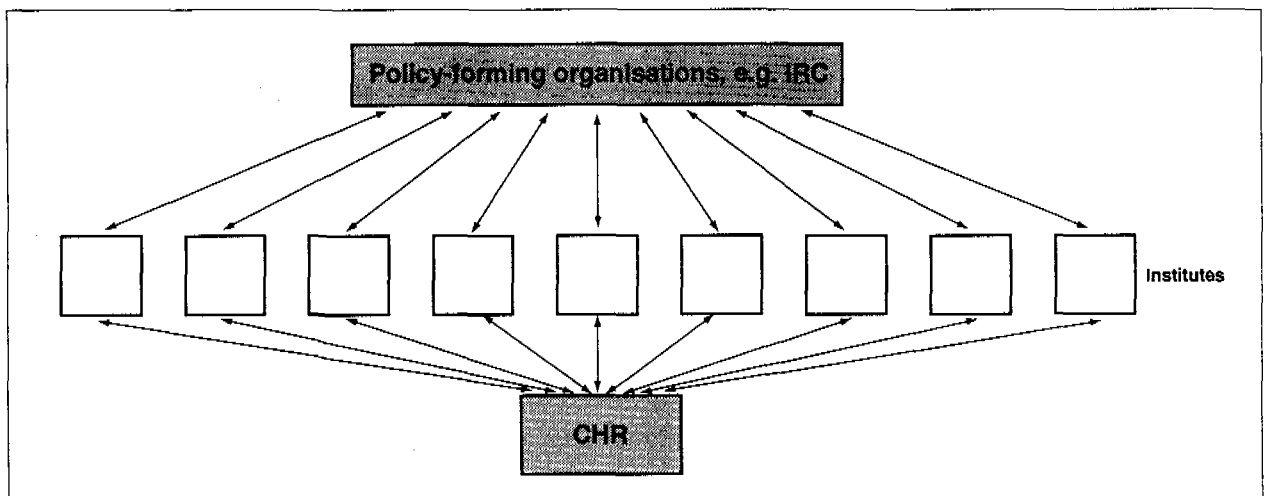 Policy-forming organisations, e.g. IRC
Institutes
CHR